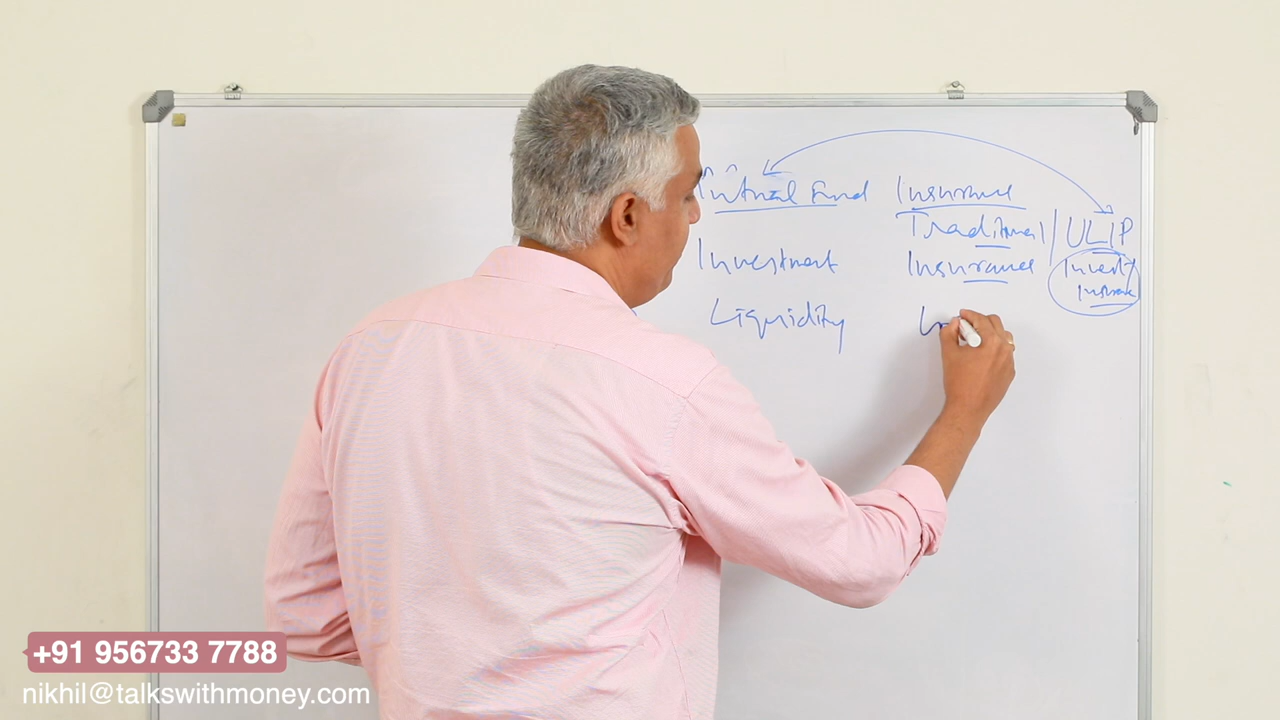 Mutual Fund Insurance
Traditional / ULIP
Investment Insurance Invest
Insurance
Liquidity
+91 956733 7788
nikhil@talkswithmoney.com